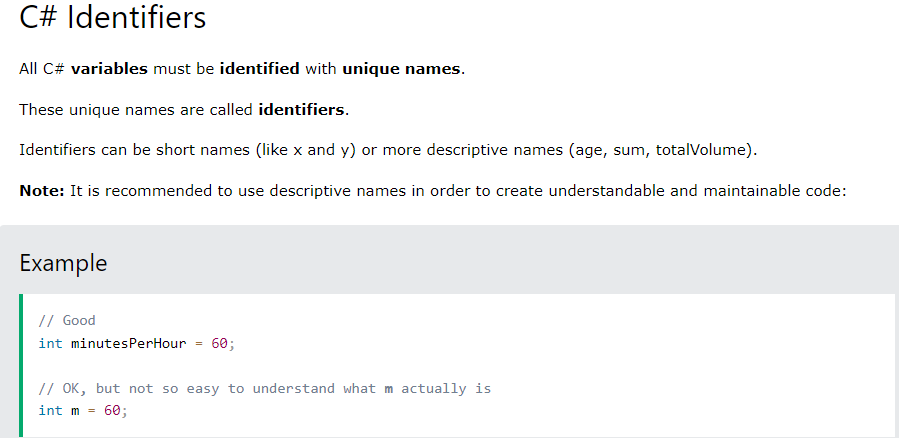 C# Identifiers
All C# variables must be identified with unique names.
These unique names are called identifiers.
Identifiers can be short names (like x and y) or more descriptive names (age, sum, totalVolume).
Note: It is recommended to use descriptive names in order to create understandable and maintainable code:
Example
// Good
int minutesPerHour = 60;
// OK, but not so easy to understand what m actually is
int m = 60;